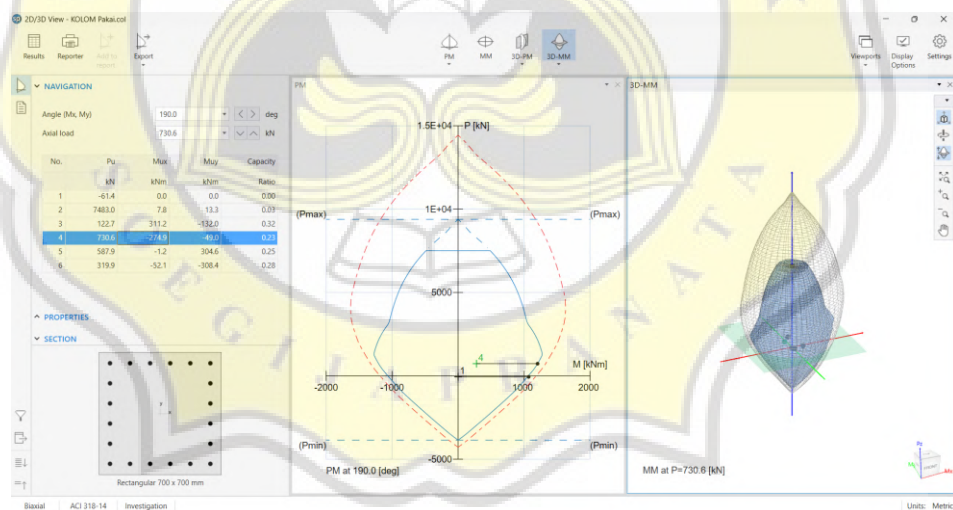 2D/3D View - KOLOM Pakai.col
Results
Reporter
Add to report
Export
PM
MM
3D-PM
3D-MM
Viewports
Display Options
Settings
NAVIGATION
Angle (Mx, My) 190.0 deg
Axial load 730.6 kN
No. Pu Mux Muy Capacity
kN kNm kNm Ratio
1 -61.4 0.0 0.0 0.00
2 7483.0 7.8 13.3 0.03
3 122.7 311.2 -132.0 0.32
4 730.6 -274.9 -49.0 0.23
5 587.9 -1.2 304.6 0.25
6 319.9 -52.1 -308.4 0.28
PROPERTIES
SECTION
Y
x
Rectangular 700 x 700 mm
PM
1.5E+04 P [kN]
1E+04
(Pmax) (Pmax)
5000
4
M [kNm]
1
-2000 -1000 1000 2000
(Pmin) (Pmin)
-5000
PM at 190.0 [deg]
3D-MM
MM at P=730.6 [kN]
Pz
My
FRONT
Mx
SOEGIJAPRANATA
Biaxial ACI 318-14 Investigation Units: Metric